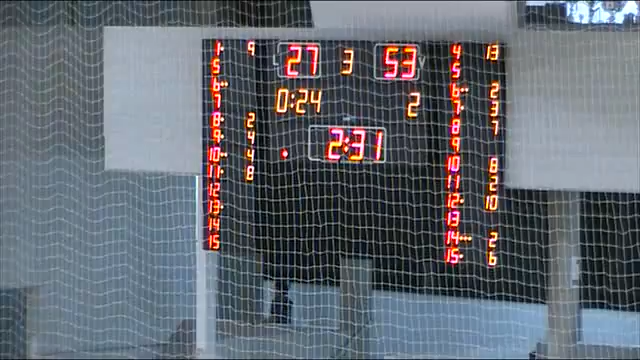 1 9 27 3 53 4 13
5 5
6 0:24 2 6 2
7 7 3
8 2 2:31 8 7
9 4 9
10 4 10 8
11 8 11 2
12 12 10
13 13
14 14 2
15 15 6